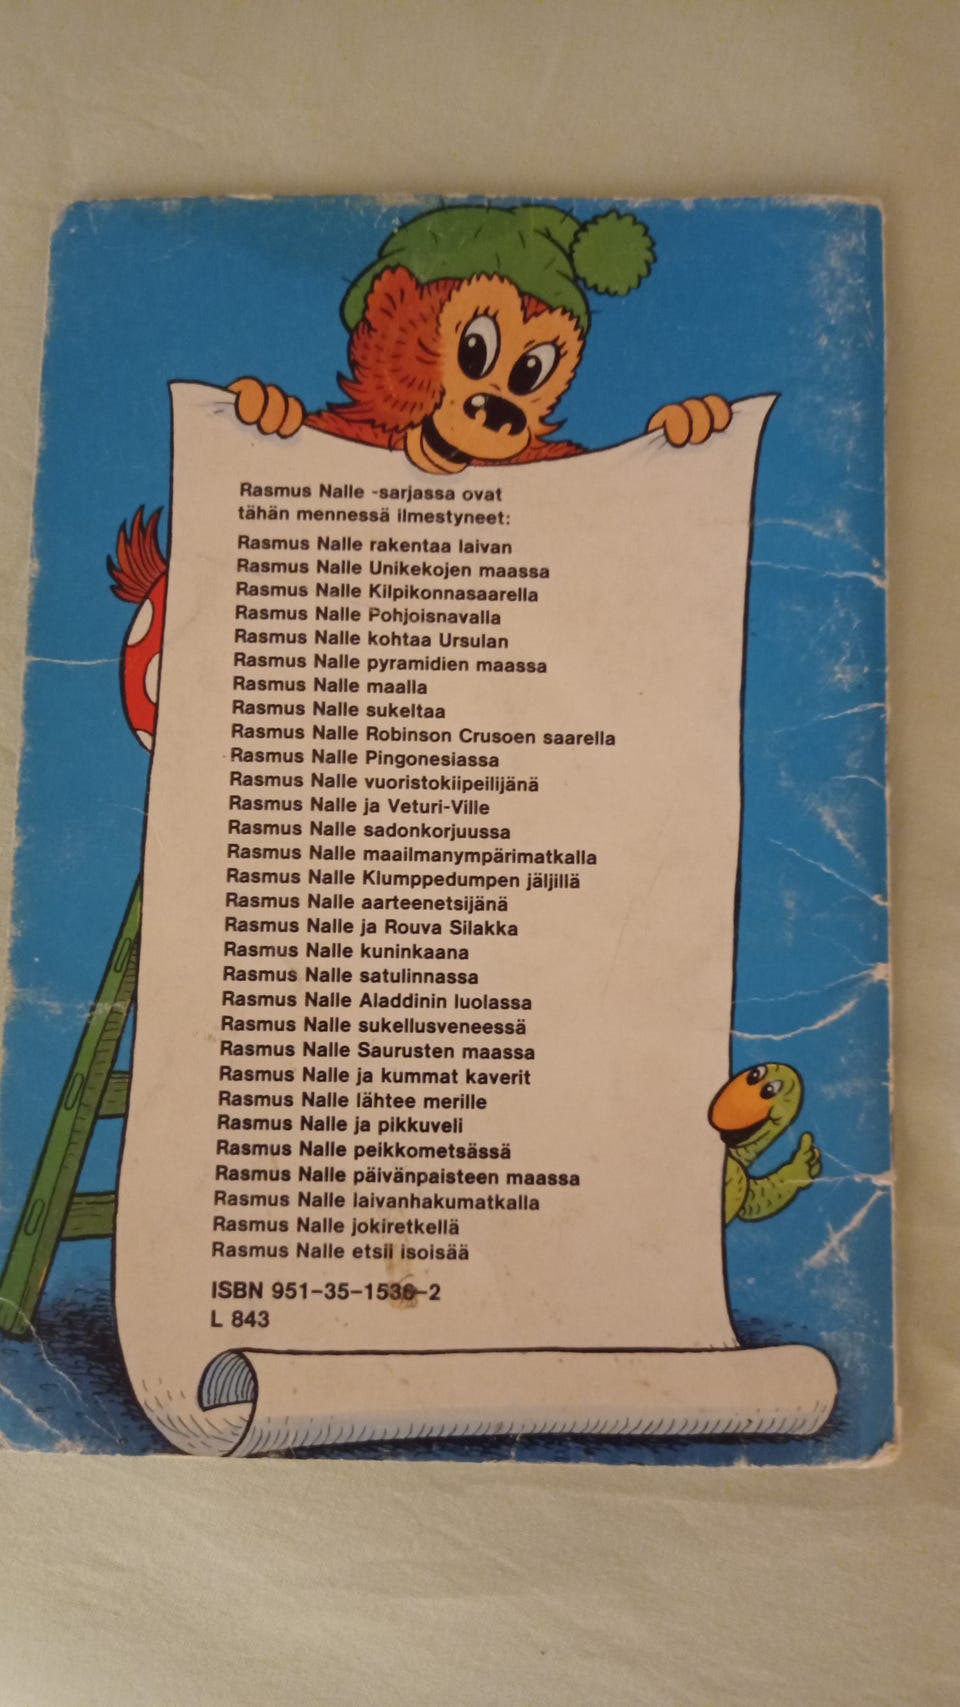 Rasmus Nalle -sarjassa ovat
tähän mennessä ilmestyneet:
Rasmus Nalle rakentaa laivan
Rasmus Nalle Unikekojen maassa
Rasmus Nalle Kilpikonnasaarella
Rasmus Nalle Pohjoisnavalla
Rasmus Nalle kohtaa Ursulan
Rasmus Nalle pyramidien maassa
Rasmus Nalle maalla
Rasmus Nalle sukeltaa
Rasmus Nalle Robinson Crusoen saarella
Rasmus Nalle Pingonesiassa
Rasmus Nalle vuoristokiipeilijänä
Rasmus Nalle ja Veturi-Ville
Rasmus Nalle sadonkorjuussa
Rasmus Nalle maailmanympärimatkalla
Rasmus Nalle Klumppedumpen jäljillä
Rasmus Nalle aarteenetsijänä
Rasmus Nalle ja Rouva Silakka
Rasmus Nalle kuninkaana
Rasmus Nalle satulinnassa
Rasmus Nalle Aladdinin luolassa
Rasmus Nalle sukellusveneessä
Rasmus Nalle Saurusten maassa
Rasmus Nalle ja kummat kaverit
Rasmus Nalle lähtee merille
Rasmus Nalle ja pikkuveli
Rasmus Nalle peikkometsässä
Rasmus Nalle päivänpaisteen maassa
Rasmus Nalle laivanhakumatkalla
Rasmus Nalle jokiretkellä
Rasmus Nalle etsii isoisää
ISBN 951-35-1536-2
L 843